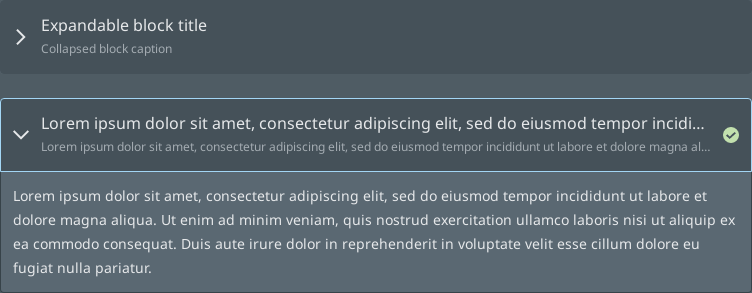 Expandable block title
Collapsed block caption
Lorem ipsum dolor sit amet, consectetur adipiscing elit, sed do eiusmod tempor incidi...
Lorem ipsum dolor sit amet, consectetur adipiscing elit, sed do eiusmod tempor incididunt ut labore et dolore magna al...
Lorem ipsum dolor sit amet, consectetur adipiscing elit, sed do eiusmod tempor incididunt ut labore et
dolore magna aliqua. Ut enim ad minim veniam, quis nostrud exercitation ullamco laboris nisi ut aliquip ex
ea commodo consequat. Duis aute irure dolor in reprehenderit in voluptate velit esse cillum dolore eu
fugiat nulla pariatur.